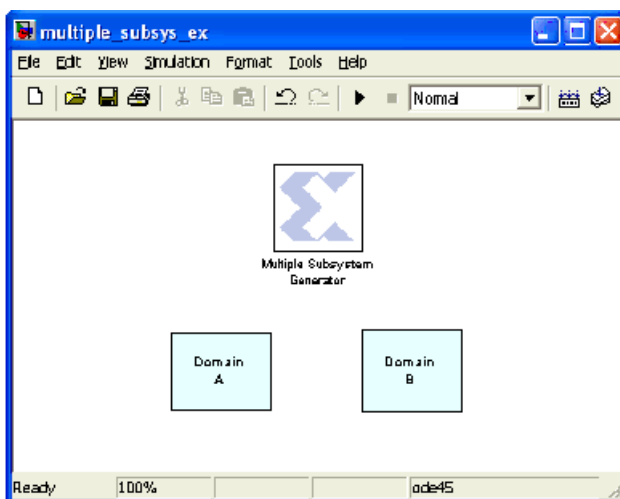 multiple_subsys_ex
File Edit View Simulation Format Tools Help
Normal
Multiple Subsystem
Generator
Domain
A
Domain
B
Ready 100% ode45